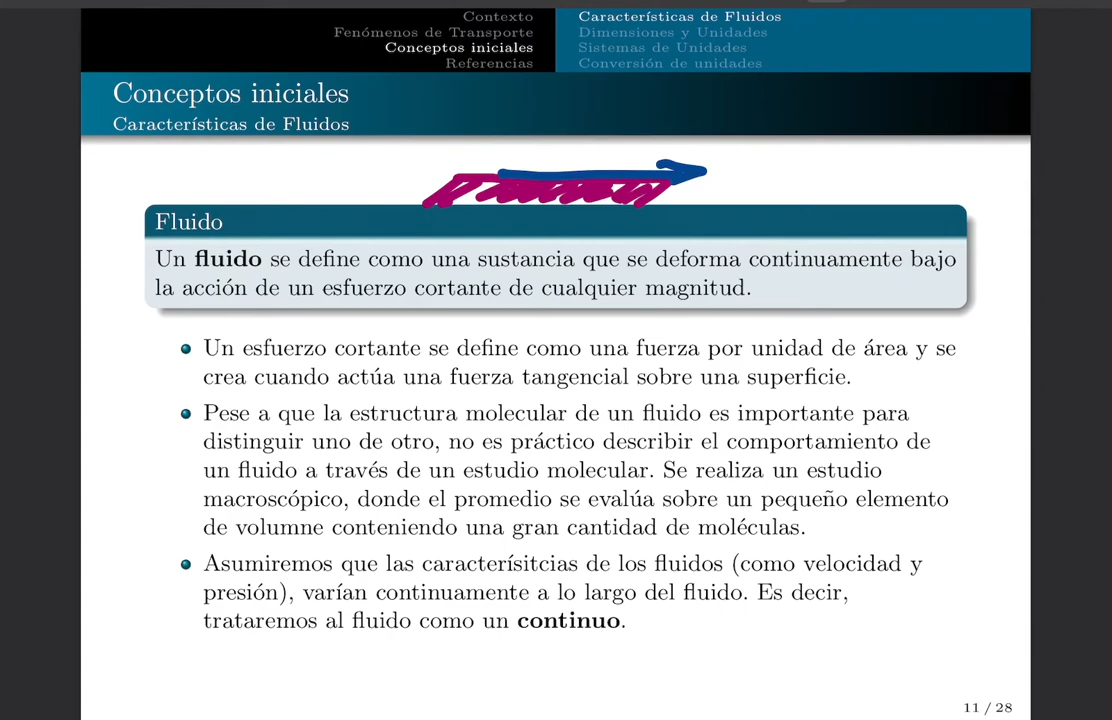 Contexto
Fenómenos de Transporte
Conceptos iniciales
Referencias
Características de Fluidos
Dimensiones y Unidades
Sistemas de Unidades
Conversión de unidades
Conceptos iniciales
Características de Fluidos
Fluido
Un fluido se define como una sustancia que se deforma continuamente bajo
la acción de un esfuerzo cortante de cualquier magnitud.
Un esfuerzo cortante se define como una fuerza por unidad de área y se
crea cuando actúa una fuerza tangencial sobre una superficie.
Pese a que la estructura molecular de un fluido es importante para
distinguir uno de otro, no es práctico describir el comportamiento de
un fluido a través de un estudio molecular. Se realiza un estudio
macroscópico, donde el promedio se evalúa sobre un pequeño elemento
de volumne conteniendo una gran cantidad de moléculas.
Asumiremos que las caracterísitcias de los fluidos (como velocidad y
presión), varían continuamente a lo largo del fluido. Es decir,
trataremos al fluido como un continuo.
11 / 28